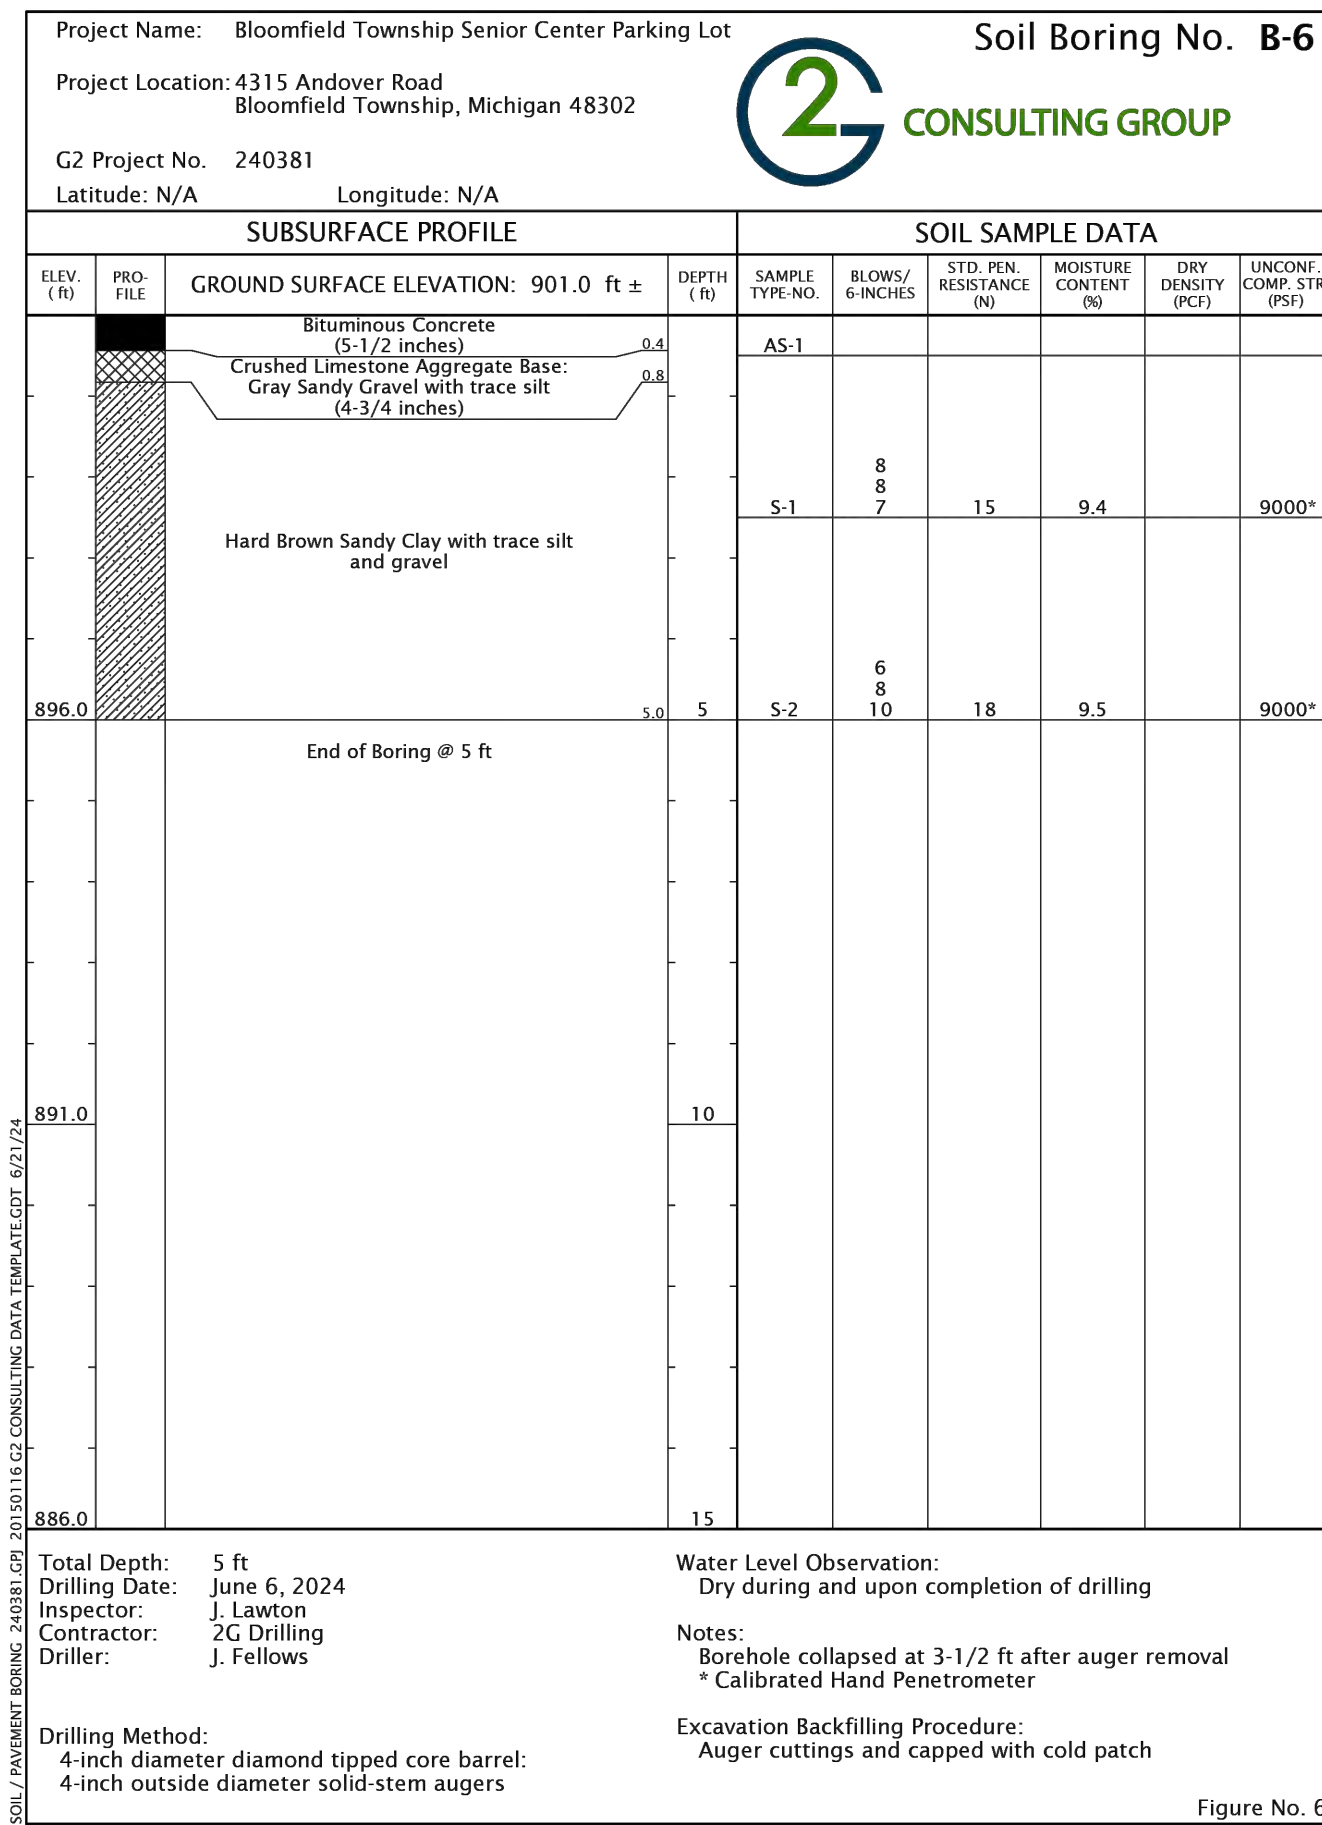 Project Name: Bloomfield Township Senior Center Parking Lot
Soil Boring No. B-6
Project Location: 4315 Andover Road
Bloomfield Township, Michigan 48302
G2 CONSULTING GROUP
G2 Project No. 240381
Latitude: N/A Longitude: N/A
SUBSURFACE PROFILE
SOIL SAMPLE DATA
ELEV. ( ft)
PRO- FILE
GROUND SURFACE ELEVATION: 901.0 ft ±
DEPTH ( ft)
SAMPLE TYPE-NO.
BLOWS/ 6-INCHES
STD. PEN. RESISTANCE (N)
MOISTURE CONTENT (%)
DRY DENSITY (PCF)
UNCONF. COMP. STR (PSF)
Bituminous Concrete
(5-1/2 inches) 0.4
AS-1
Crushed Limestone Aggregate Base:
0.8
Gray Sandy Gravel with trace silt
(4-3/4 inches)
8
8
S-1 7 15 9.4 9000*
Hard Brown Sandy Clay with trace silt
and gravel
6
8
896.0 5.0 5 S-2 10 18 9.5 9000*
End of Boring @ 5 ft
891.0 10
886.0 15
Total Depth: 5 ft
Drilling Date: June 6, 2024
Inspector: J. Lawton
Contractor: 2G Drilling
Driller: J. Fellows
Drilling Method:
4-inch diameter diamond tipped core barrel:
4-inch outside diameter solid-stem augers
Water Level Observation:
Dry during and upon completion of drilling
Notes:
Borehole collapsed at 3-1/2 ft after auger removal
* Calibrated Hand Penetrometer
Excavation Backfilling Procedure:
Auger cuttings and capped with cold patch
Figure No. 6
SOIL / PAVEMENT BORING 240381.GPJ 20150116 G2 CONSULTING DATA TEMPLATE.GDT 6/21/24